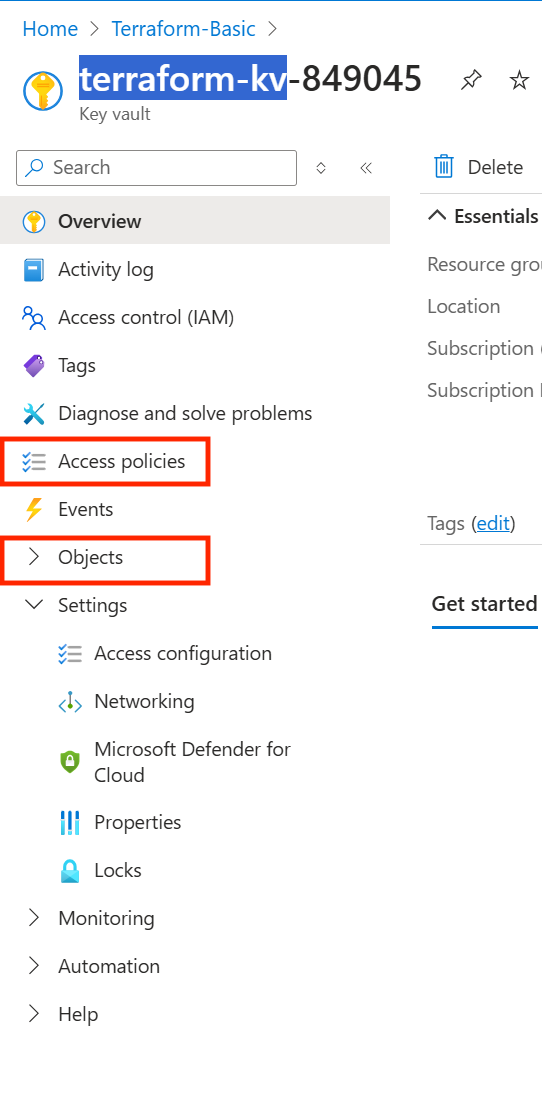 Home > Terraform-Basic >
terraform-kv-849045
Key vault
Search
Delete
Overview
Essentials
Activity log
Resource gro
Access control (IAM)
Location
Tags
Subscription (
Diagnose and solve problems
Subscription I
Access policies
Events
Tags (edit)
Objects
Settings
Get started
Access configuration
Networking
Microsoft Defender for
Cloud
Properties
Locks
Monitoring
Automation
Help